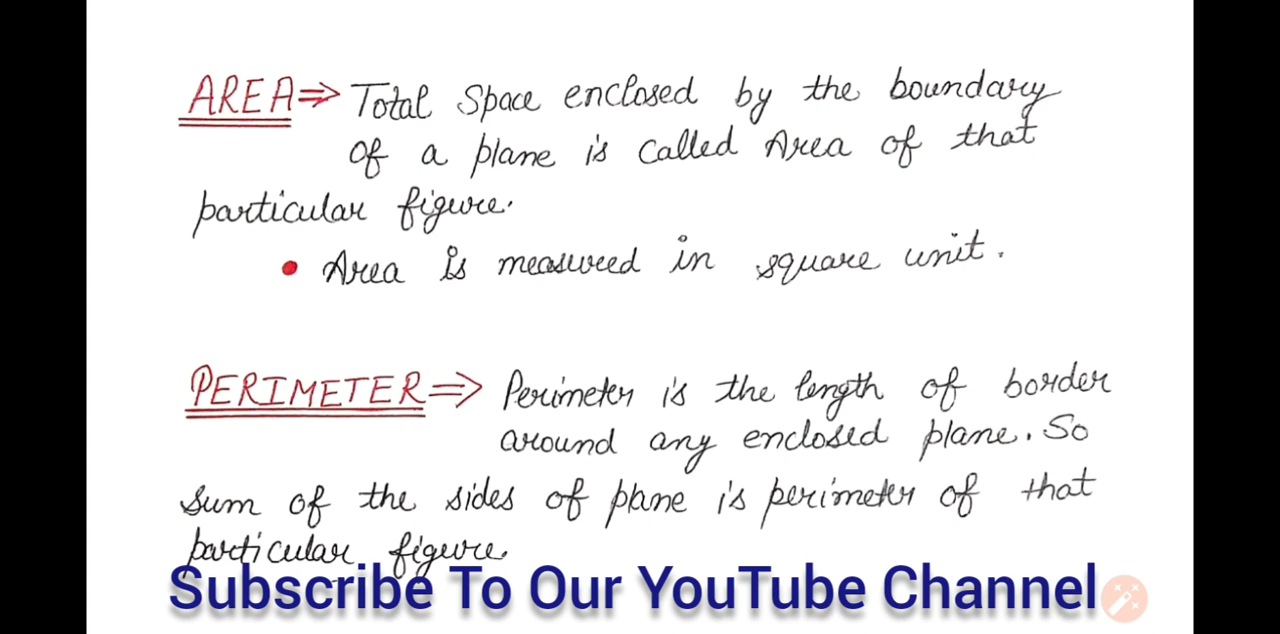 AREA ⇒ Total Space enclosed by the boundary
of a plane is called Area of that
particular figure.
• Area is measured in square unit.
PERIMETER ⇒ Perimeter is the length of border
around any enclosed plane. So
sum of the sides of plane is perimeter of that
particular figure.
Subscribe To Our YouTube Channel